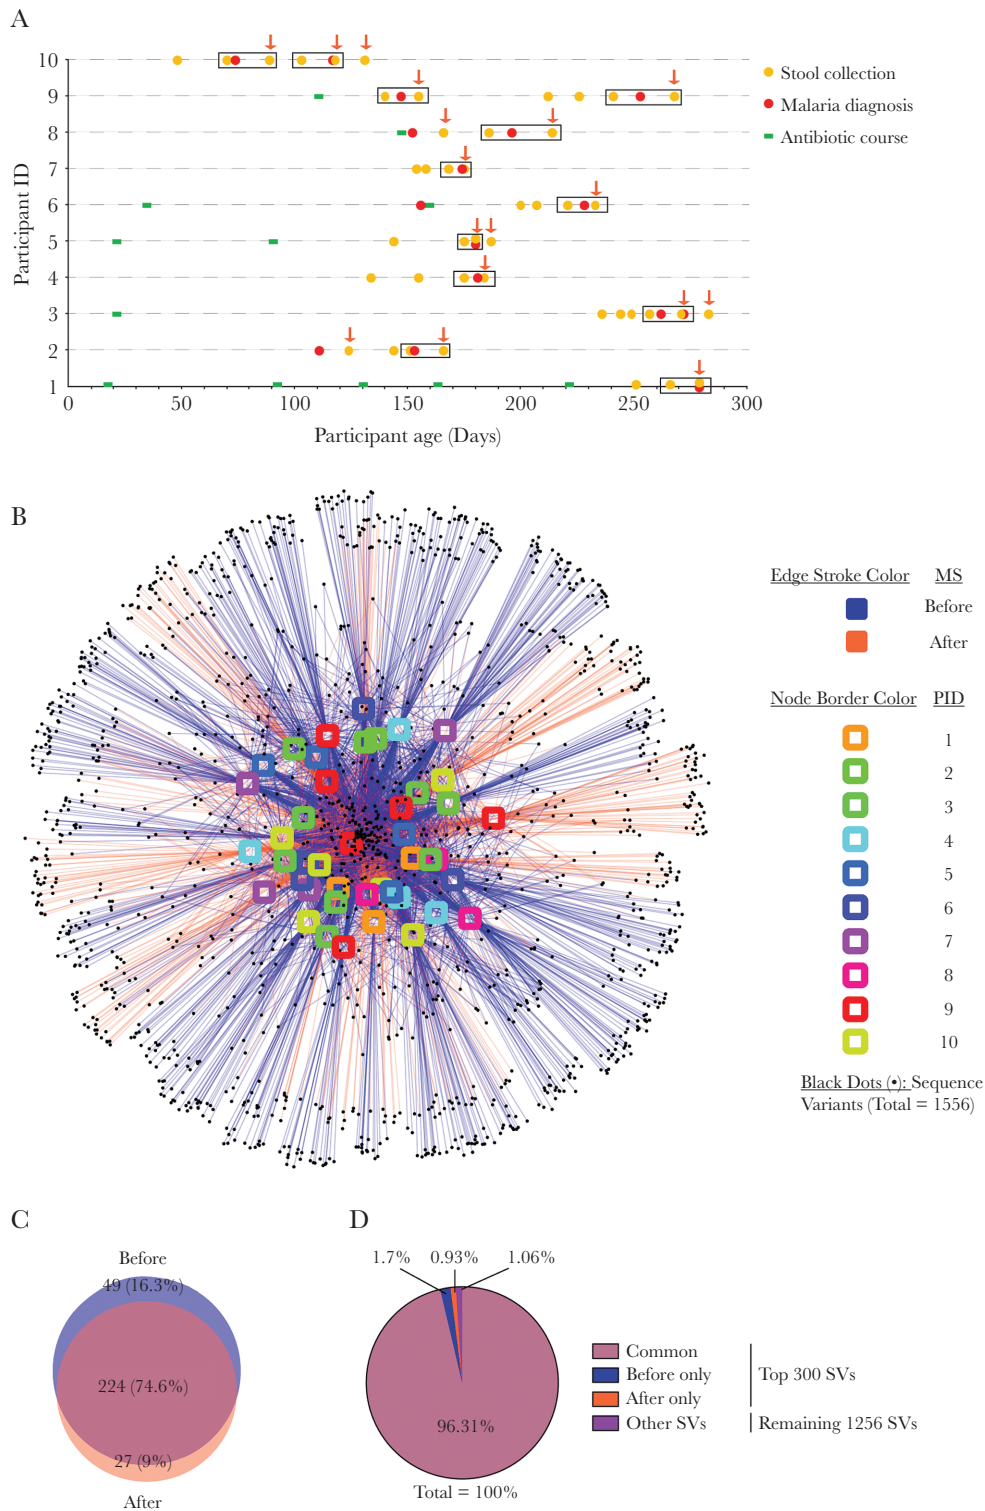 A
10
9
8
7
6
5
4
3
2
1
Participant ID
0
50
100
150
200
250
300
Participant age (Days)
Stool collection
Malaria diagnosis
Antibiotic course
B
Edge Stroke Color MS
Before
After
Node Border Color PID
1
2
3
4
5
6
7
8
9
10
Black Dots (•): Sequence
Variants (Total = 1556)
C
Before
49 (16.3%)
224 (74.6%)
27 (9%)
After
D
1.7%
0.93%
1.06%
96.31%
Total = 100%
Common
Before only
After only
Other SVs
Top 300 SVs
Remaining 1256 SVs